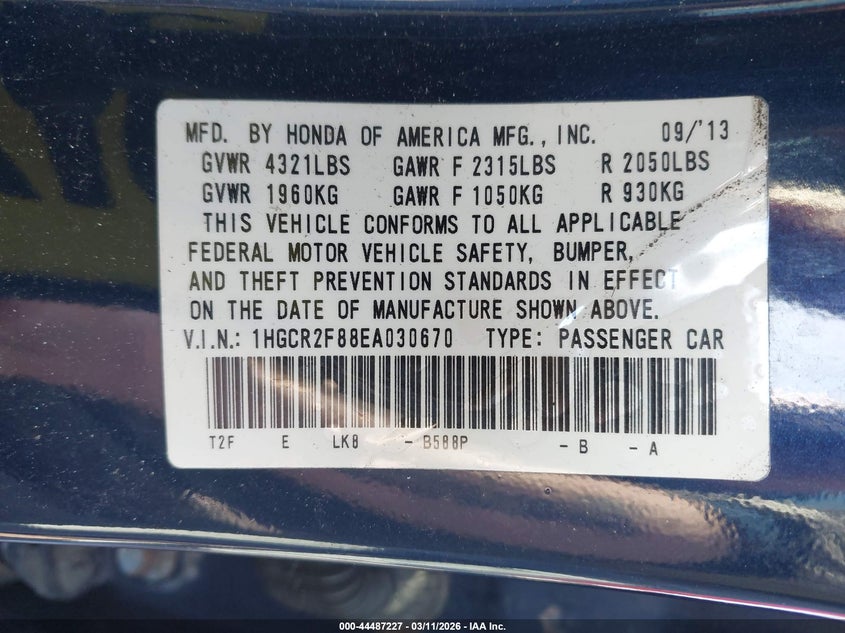 MFD. BY HONDA OF AMERICA MFG., INC. 09/'13
GVWR 4321LBS GAWR F 2315LBS R 2050LBS
GVWR 1960KG GAWR F 1050KG R 930KG
THIS VEHICLE CONFORMS TO ALL APPLICABLE
FEDERAL MOTOR VEHICLE SAFETY, BUMPER,
AND THEFT PREVENTION STANDARDS IN EFFECT
ON THE DATE OF MANUFACTURE SHOWN ABOVE.
V.I.N.: 1HGCR2F88EA030670 TYPE: PASSENGER CAR
T2F E LK8 - B588P - B - A
000-44487227 - 03/11/2026 - IAA Inc.